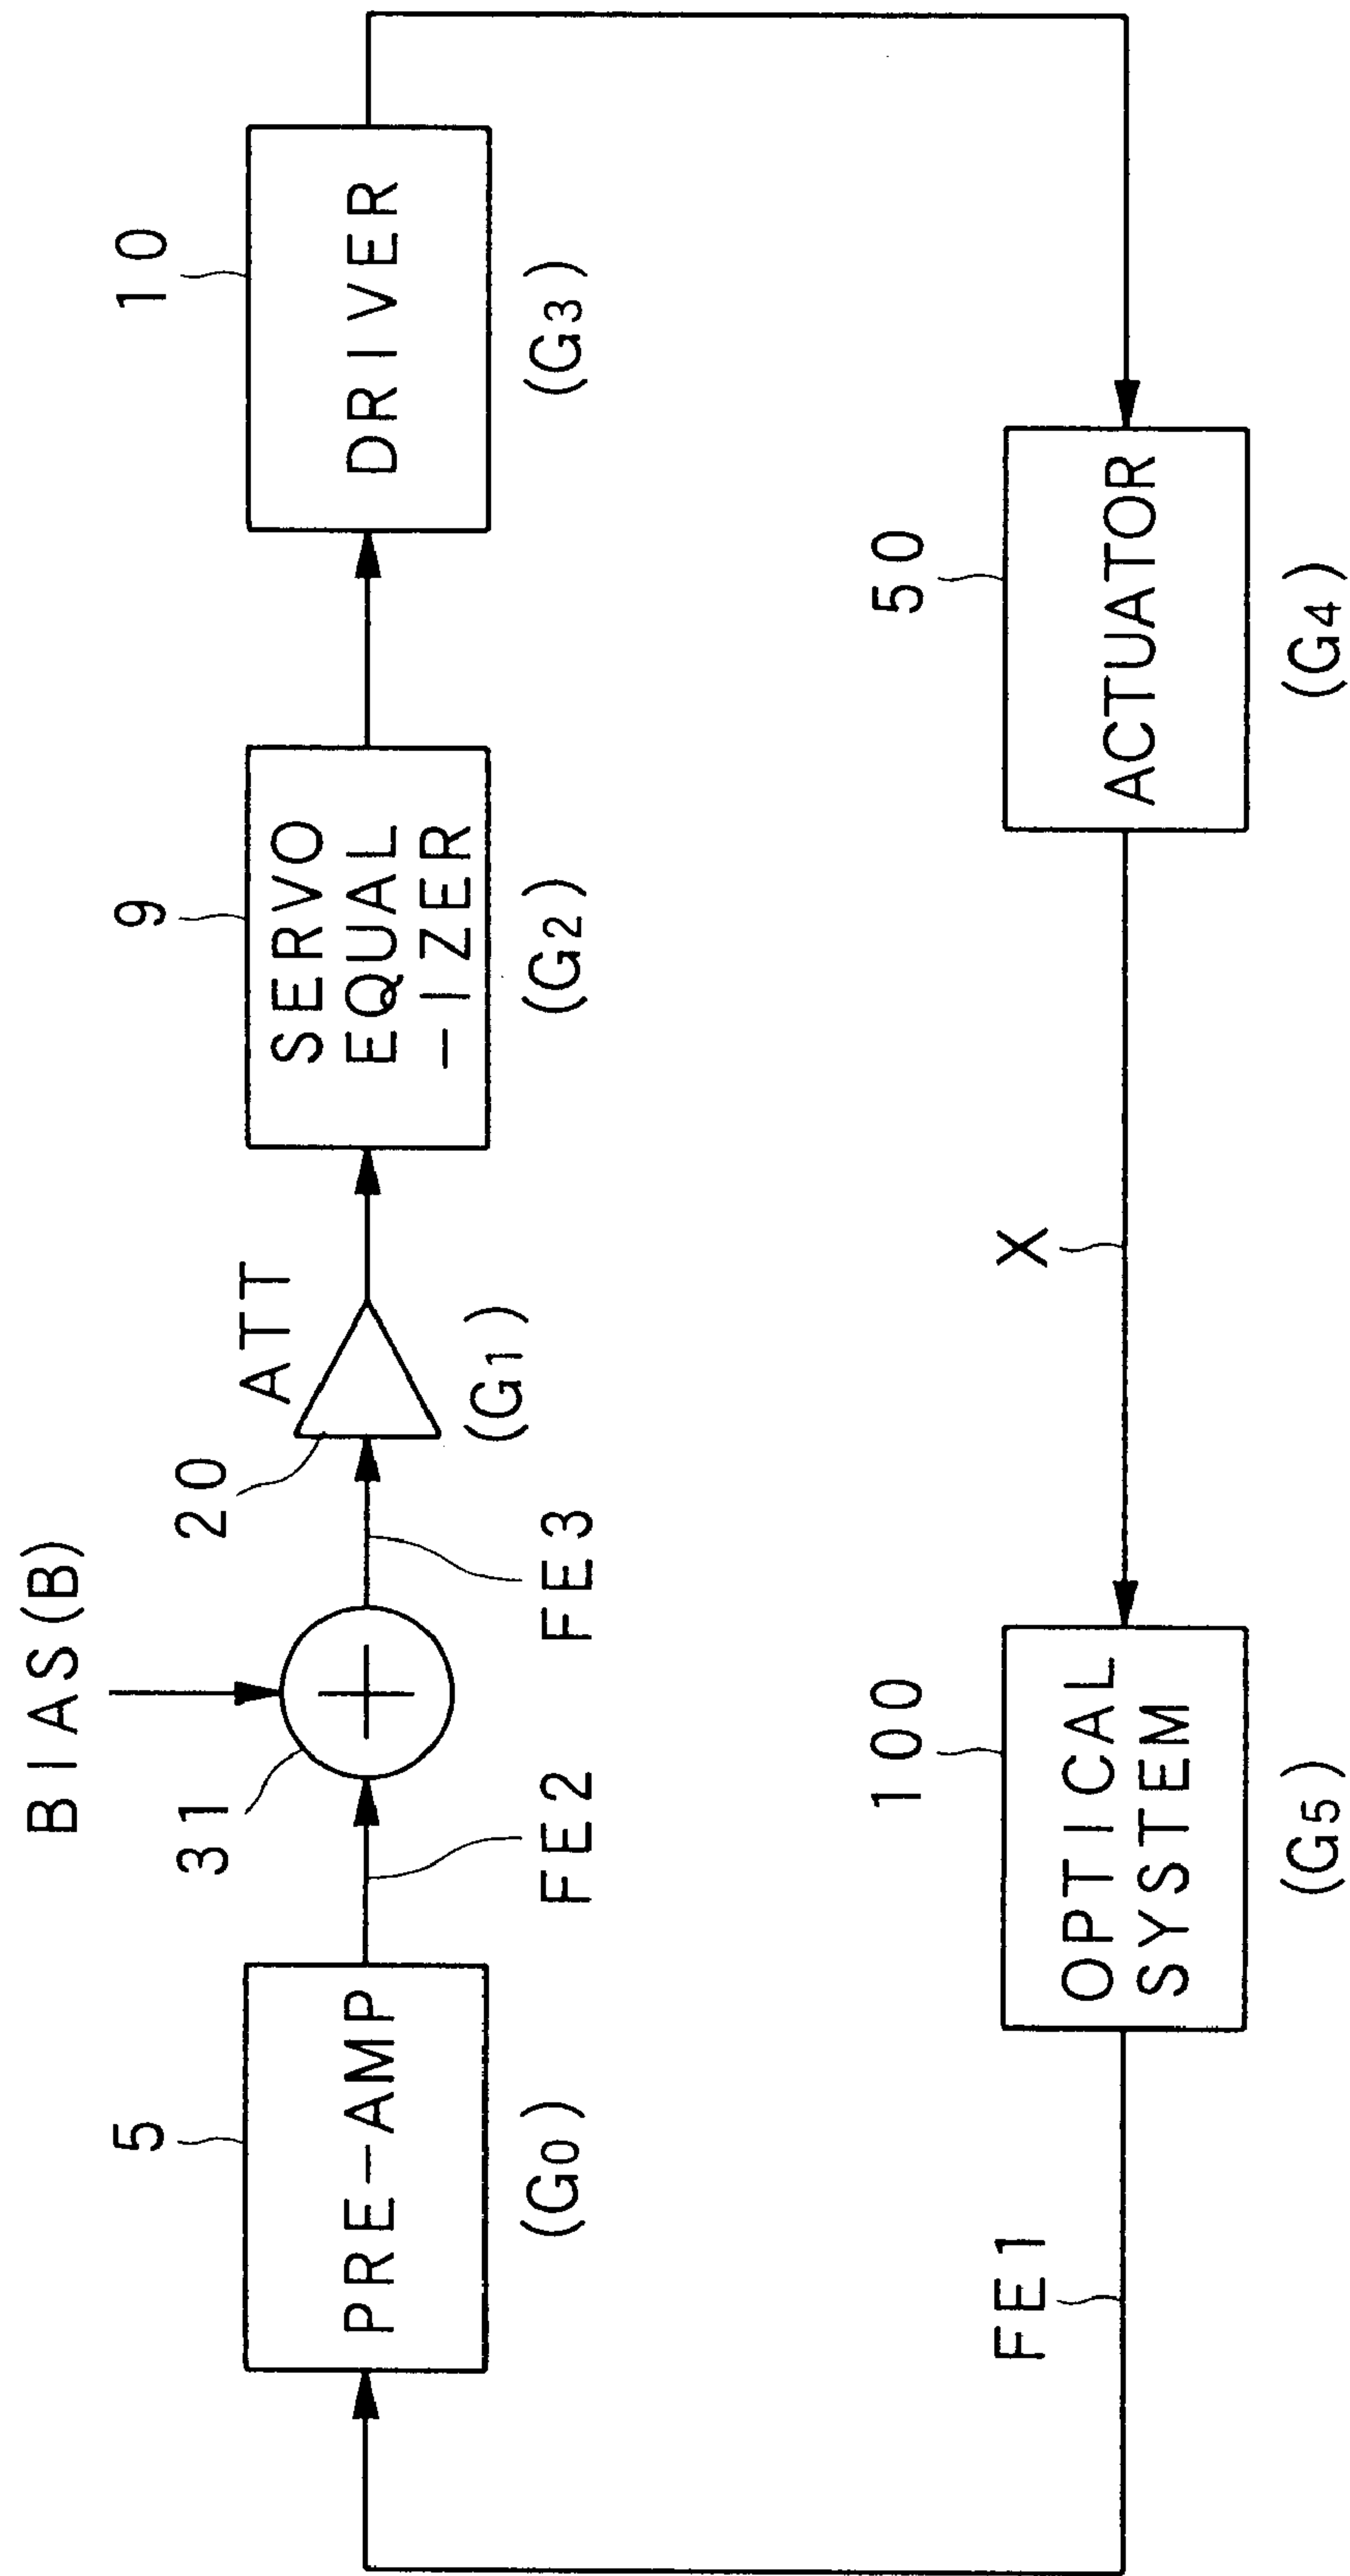 BIAS(B)
5
31
20
ATT
9
10
PRE-AMP
SERVO
EQUAL
-IZER
DRIVER
(G0)
FE2
FE3
(G1)
(G2)
(G3)
FE1
100
X
50
OPTICAL
SYSTEM
ACTUATOR
(G5)
(G4)